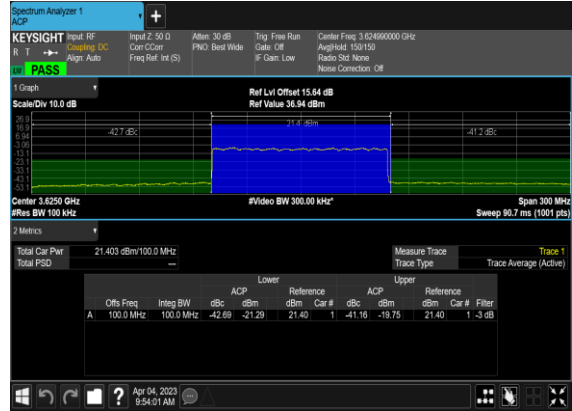 Spectrum Analyzer 1
ACP
+
KEYSIGHT Input: RF Input Z: 50 Ω Atten: 30 dB Trig: Free Run Center Freq: 3.624990000 GHz
R T Coupling: DC Corr CCorr PNO: Best Wide Gate: Off Avg|Hold: 150/150
Align: Auto Freq Ref: Int (S) IF Gain: Low Radio Std: None
LW PASS Noise Correction: Off
1 Graph Ref Lvl Offset 15.64 dB
Scale/Div 10.0 dB Ref Value 36.94 dBm
26.9
16.9 21.4 dBm
6.94 -42.7 dBc -41.2 dBc
-3.06
-13.1
-23.1
-33.1
-43.1
-53.1
Center 3.6250 GHz #Video BW 300.00 kHz* Span 300 MHz
#Res BW 100 kHz Sweep 90.7 ms (1001 pts)
2 Metrics
Total Car Pwr 21.403 dBm/100.0 MHz Measure Trace Trace 1
Total PSD --- Trace Type Trace Average (Active)
Lower Upper
ACP Reference ACP Reference
Offs Freq Integ BW dBc dBm dBm Car # dBc dBm dBm Car # Filter
A 100.0 MHz 100.0 MHz -42.69 -21.29 21.40 1 -41.16 -19.75 21.40 1 -3 dB
? Apr 04, 2023
9:54:01 AM